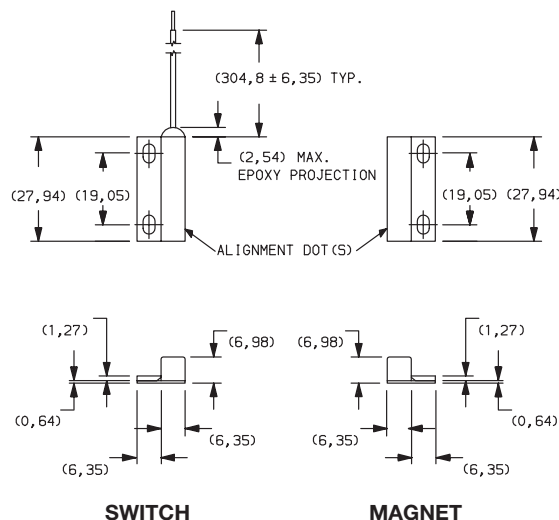 (304,8 ± 6,35) TYP.
(2,54) MAX.
EPOXY PROJECTION
(27,94) (19,05)
(19,05) (27,94)
ALIGNMENT DOT(S)
(1,27)
(6,98)
(6,98)
(1,27)
(0,64)
(0,64)
(6,35)
(6,35)
(6,35)
(6,35)
SWITCH
MAGNET